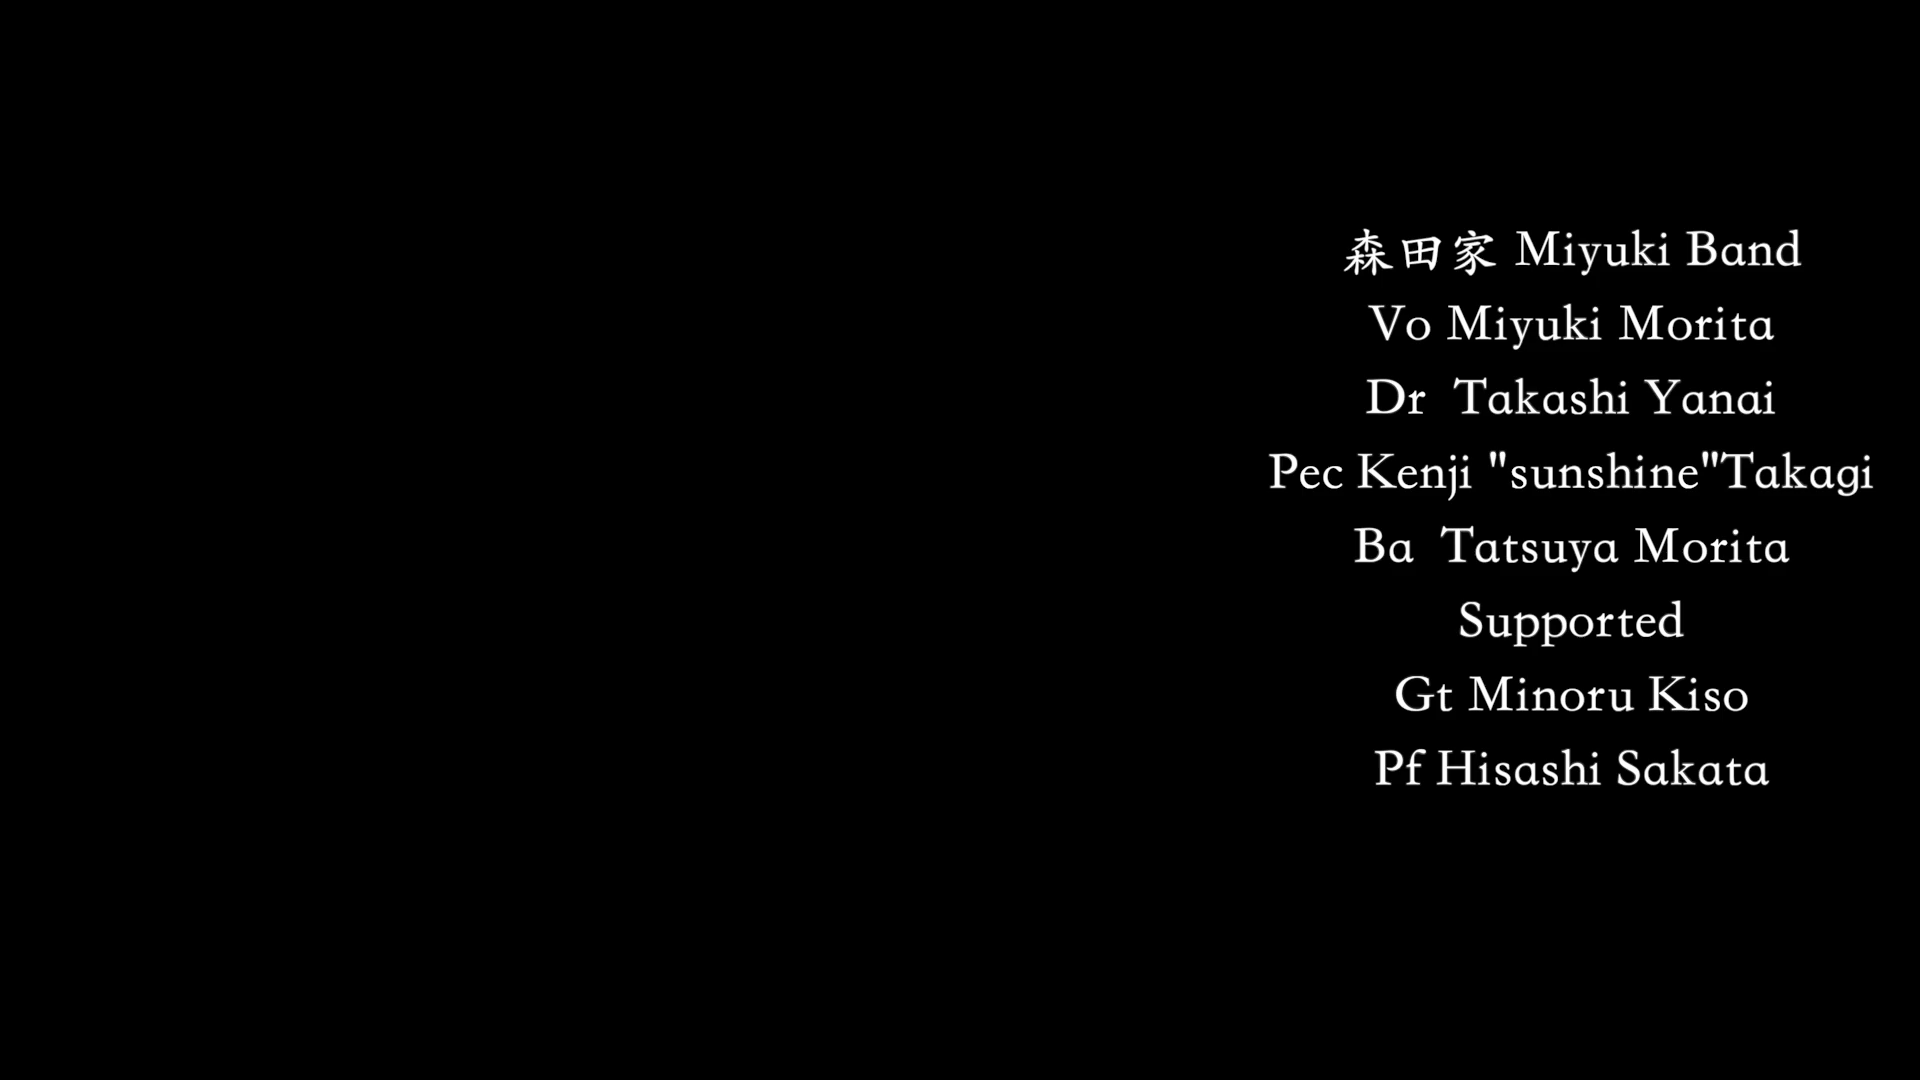 森田家 Miyuki Band
Vo Miyuki Morita
Dr Takashi Yanai
Pec Kenji "sunshine"Takagi
Ba Tatsuya Morita
Supported
Gt Minoru Kiso
Pf Hisashi Sakata